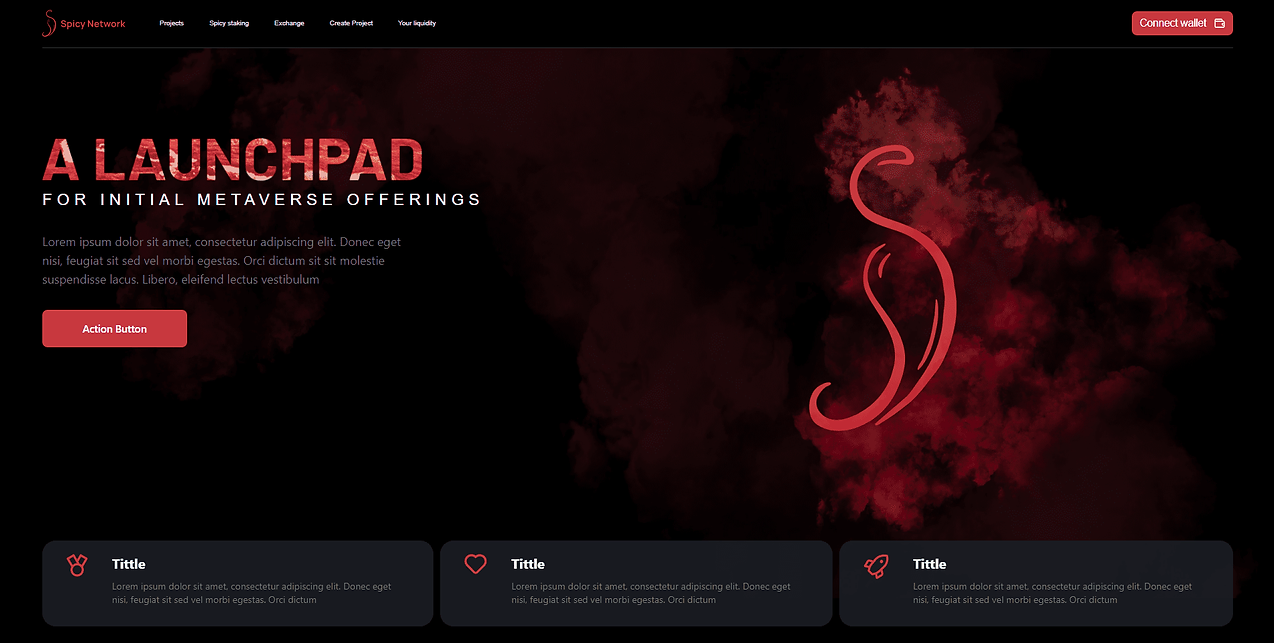 Spicy Network
Projects
Spicy staking
Exchange
Create Project
Your liquidity
Connect wallet
A LAUNCHPAD
FOR INITIAL METAVERSE OFFERINGS
Lorem ipsum dolor sit amet, consectetur adipiscing elit. Donec eget
nisi, feugiat sit sed vel morbi egestas. Orci dictum sit sit molestie
suspendisse lacus. Libero, eleifend lectus vestibulum
Action Button
Tittle
Lorem ipsum dolor sit amet, consectetur adipiscing elit. Donec eget
nisi, feugiat sit sed vel morbi egestas. Orci dictum
Tittle
Lorem ipsum dolor sit amet, consectetur adipiscing elit. Donec eget
nisi, feugiat sit sed vel morbi egestas. Orci dictum
Tittle
Lorem ipsum dolor sit amet, consectetur adipiscing elit. Donec eget
nisi, feugiat sit sed vel morbi egestas. Orci dictum